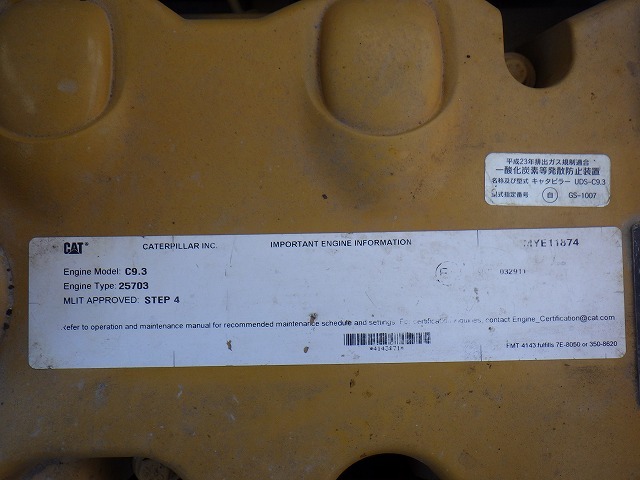 平成23年排出ガス規制適合
一酸化炭素等発散防止装置
名称及び型式 キャタピラー UDS-C9.3
型式指定番号 自 GS-1007
CAT CATERPILLAR INC. IMPORTANT ENGINE INFORMATION YE11874
Engine Model: C9.3
Engine Type: 25703
MLIT APPROVED: STEP 4
refer to operation and maintenance manual for recommended maintenance schedule and settings. contact Engine_Certification@cat.com
EMT 4143 fulfills 7E-8050 or 350-8620